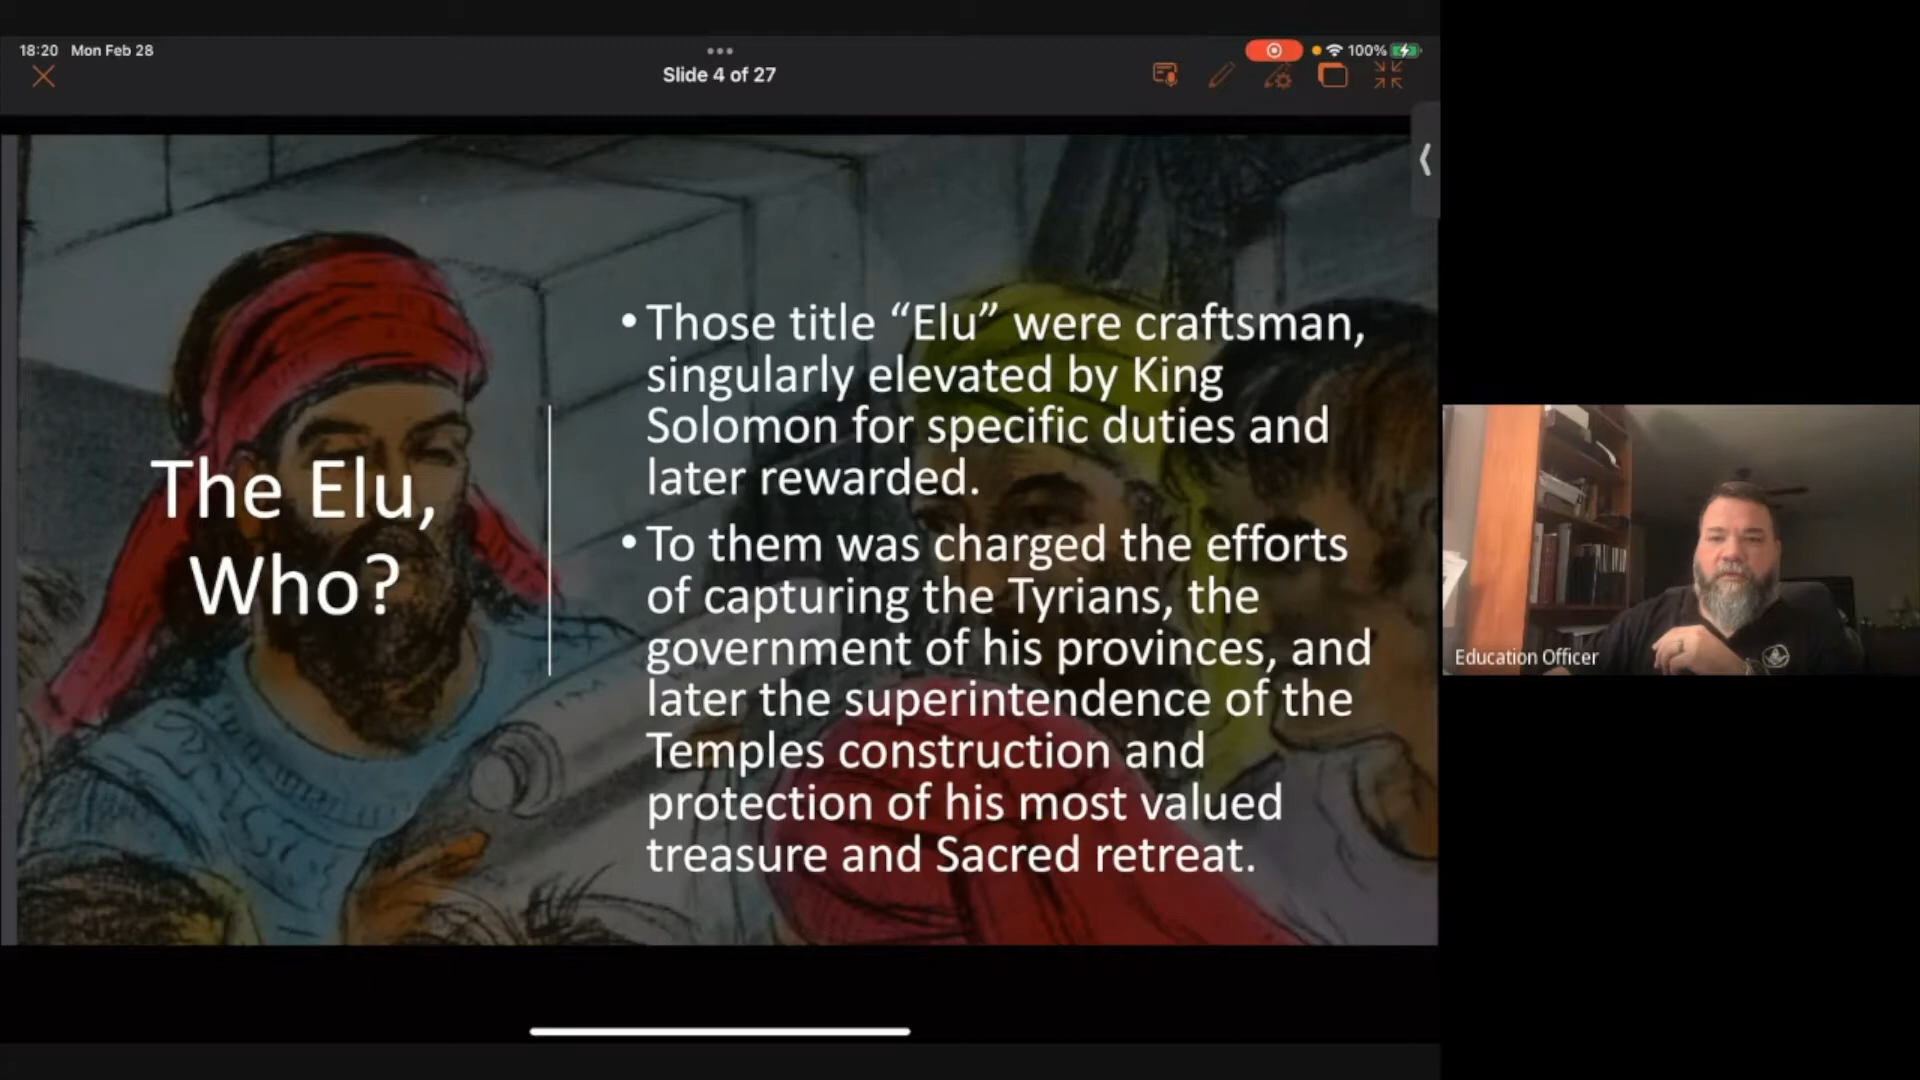 18:20 Mon Feb 28
100%
Slide 4 of 27
The Elu,
Who?
• Those title “Elu” were craftsman,
singularly elevated by King
Solomon for specific duties and
later rewarded.
• To them was charged the efforts
of capturing the Tyrians, the
government of his provinces, and
later the superintendence of the
Temples construction and
protection of his most valued
treasure and Sacred retreat.
Education Officer